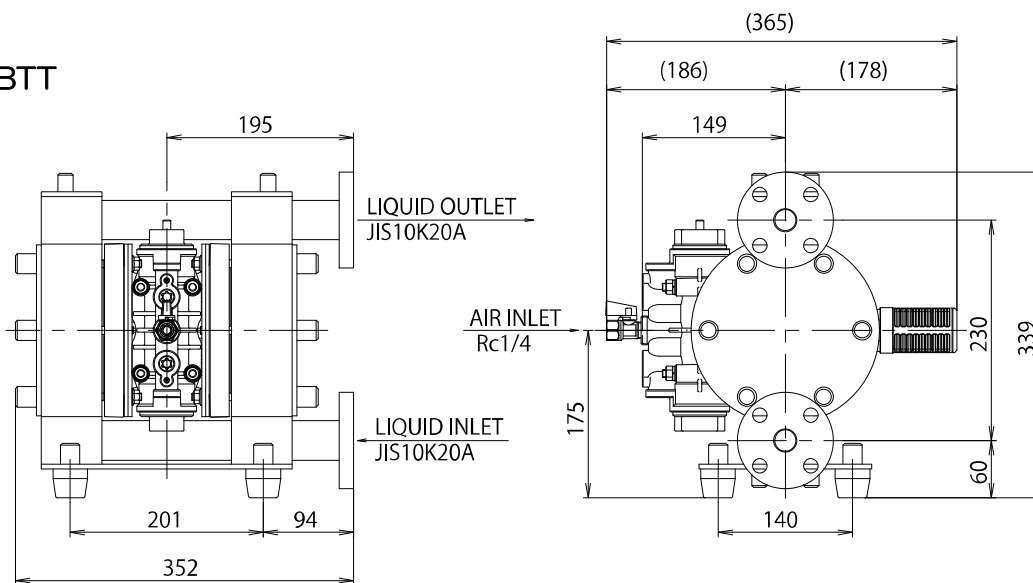 BTT
195
LIQUID OUTLET
JIS10K20A
LIQUID INLET
JIS10K20A
201
94
352
(365)
(186)
(178)
149
AIR INLET
Rc1/4
175
230
339
60
140